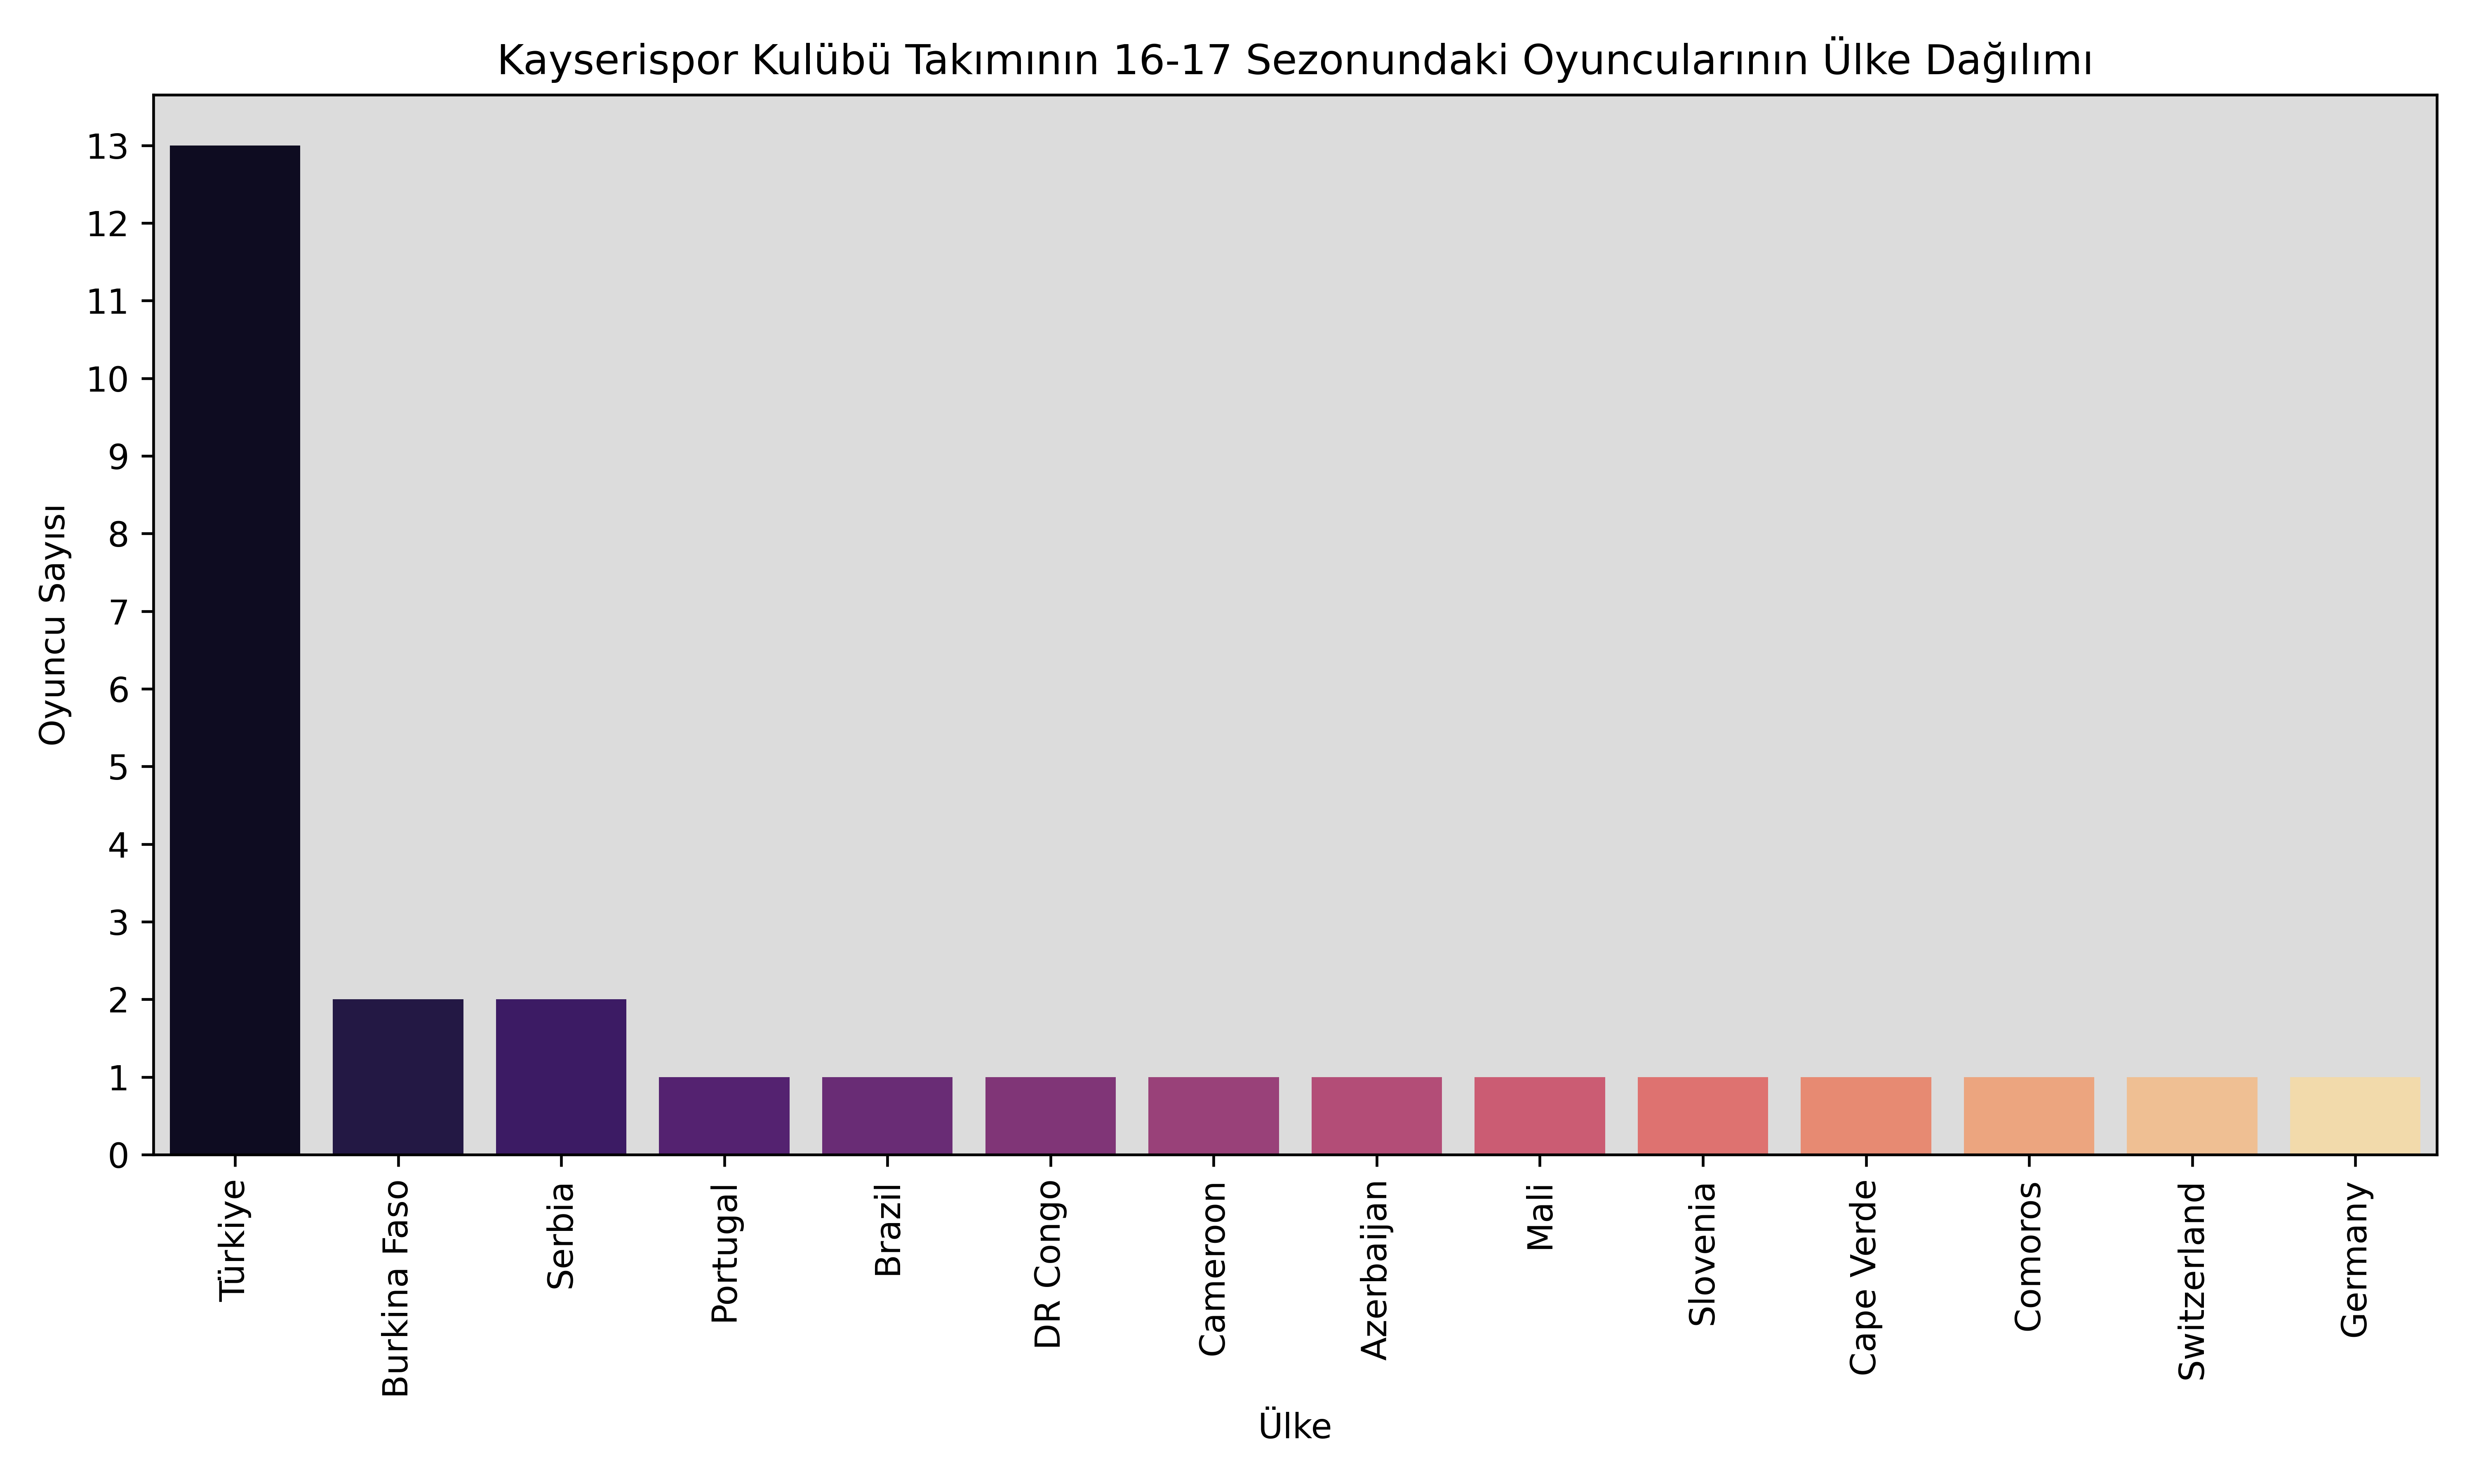 Kayserispor Kulübü Takımının 16-17 Sezonundaki Oyuncularının Ülke Dağılımı
Oyuncu Sayısı
13
12
11
10
9
8
7
6
5
4
3
2
1
0
Türkiye
Burkina Faso
Serbia
Portugal
Brazil
DR Congo
Cameroon
Azerbaijan
Mali
Slovenia
Cape Verde
Comoros
Switzerland
Germany
Ülke